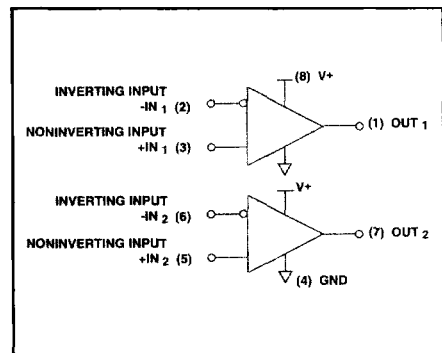 (8) V+
INVERTING INPUT
-IN1 (2)
(1) OUT1
NONINVERTING INPUT
+IN1 (3)
V+
INVERTING INPUT
-IN2 (6)
(7) OUT2
NONINVERTING INPUT
+IN2 (5)
(4) GND